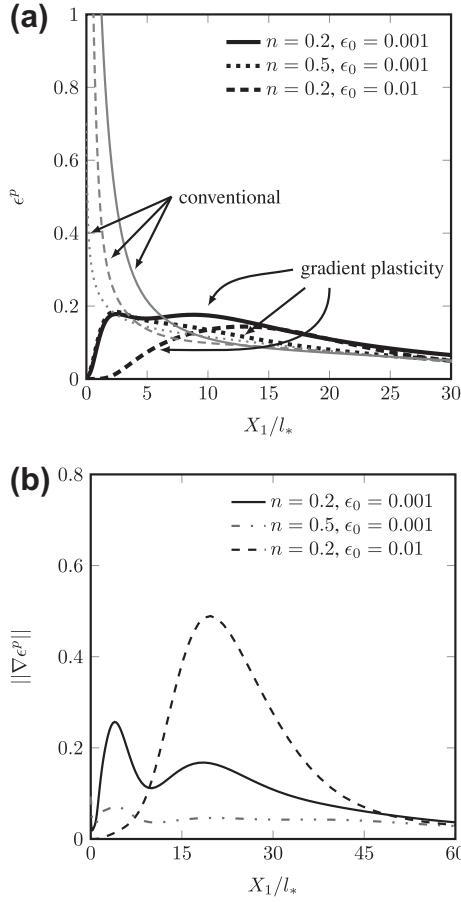 (a)
1
0.8
0.6
0.4
0.2
0
ϵᵖ
n = 0.2, ϵ₀ = 0.001
n = 0.5, ϵ₀ = 0.001
n = 0.2, ϵ₀ = 0.01
conventional
gradient plasticity
0 5 10 15 20 25 30
X₁/l∗
(b)
0.8
0.6
0.4
0.2
0
||∇ϵᵖ||
n = 0.2, ϵ₀ = 0.001
n = 0.5, ϵ₀ = 0.001
n = 0.2, ϵ₀ = 0.01
0 15 30 45 60
X₁/l∗